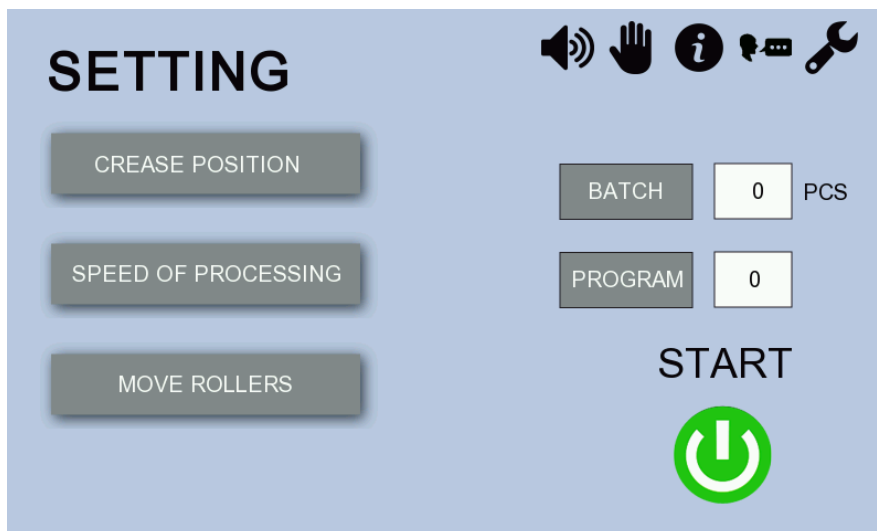 SETTING
CREASE POSITION
SPEED OF PROCESSING
MOVE ROLLERS
BATCH 0 PCS
PROGRAM 0
START